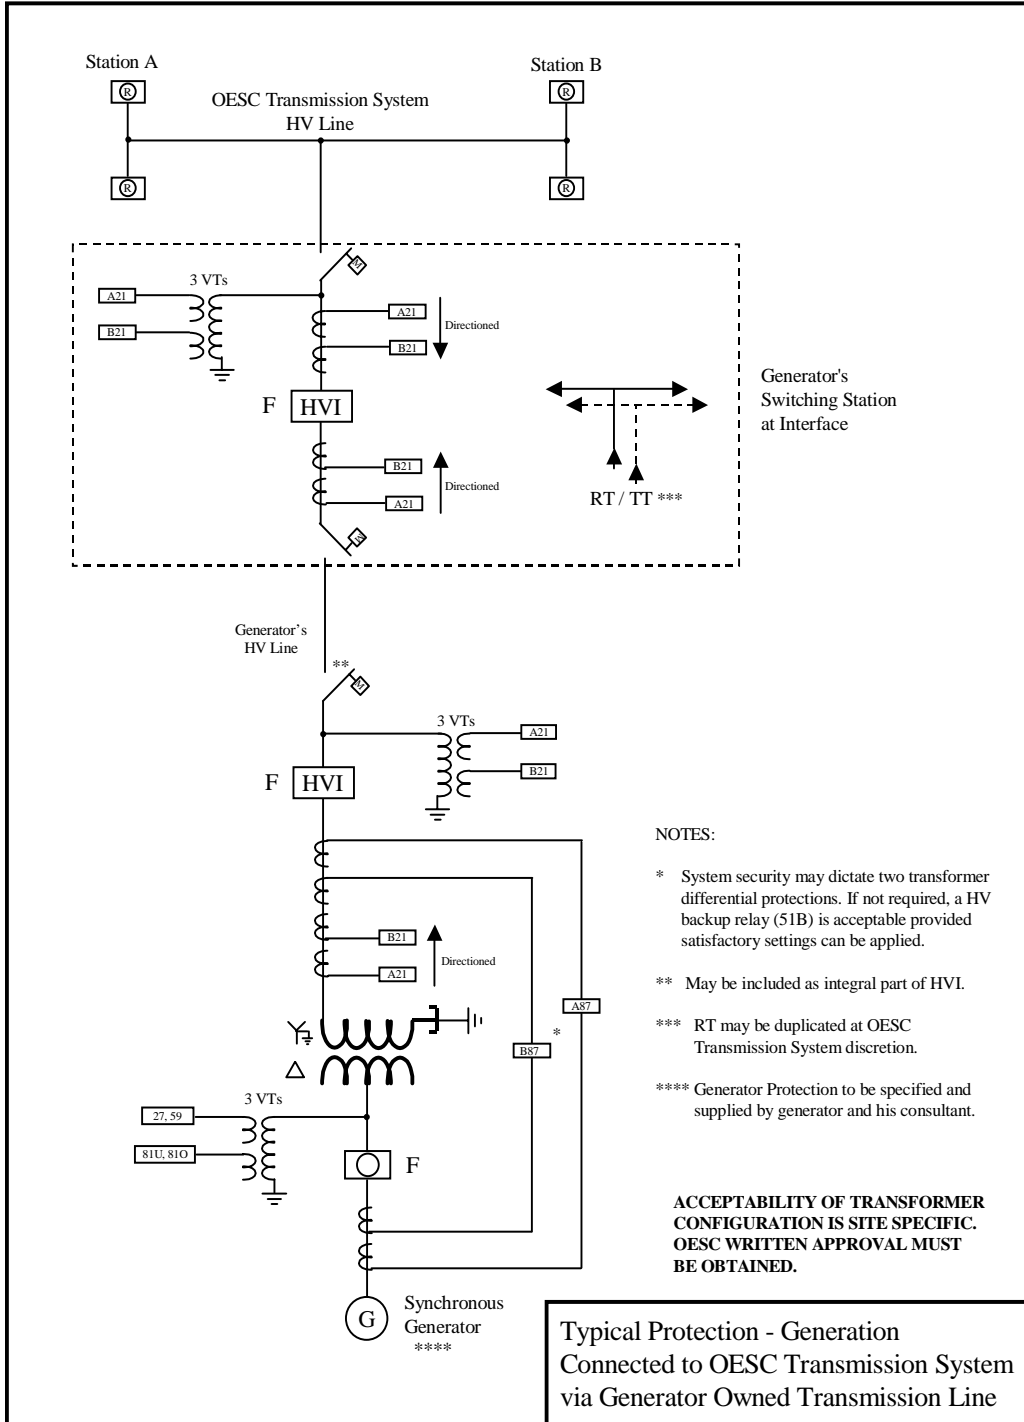 Station A
Station B
R
R
OESC Transmission System
HV Line
R
R
M
3 VTs
A21
A21
Directioned
B21
B21
Generator's
Switching Station
at Interface
F
HVI
B21
Directioned
A21
RT / TT ***
M
Generator's
HV Line
**
M
3 VTs
A21
B21
F
HVI
NOTES:
* System security may dictate two transformer
differential protections. If not required, a HV
backup relay (51B) is acceptable provided
satisfactory settings can be applied.
B21
Directioned
A21
** May be included as integral part of HVI.
A87
*** RT may be duplicated at OESC
Transmission System discretion.
*
B87
**** Generator Protection to be specified and
supplied by generator and his consultant.
3 VTs
27, 59
81U, 81O
F
ACCEPTABILITY OF TRANSFORMER
CONFIGURATION IS SITE SPECIFIC.
OESC WRITTEN APPROVAL MUST
BE OBTAINED.
G
Synchronous
Generator
****
Typical Protection - Generation
Connected to OESC Transmission System
via Generator Owned Transmission Line